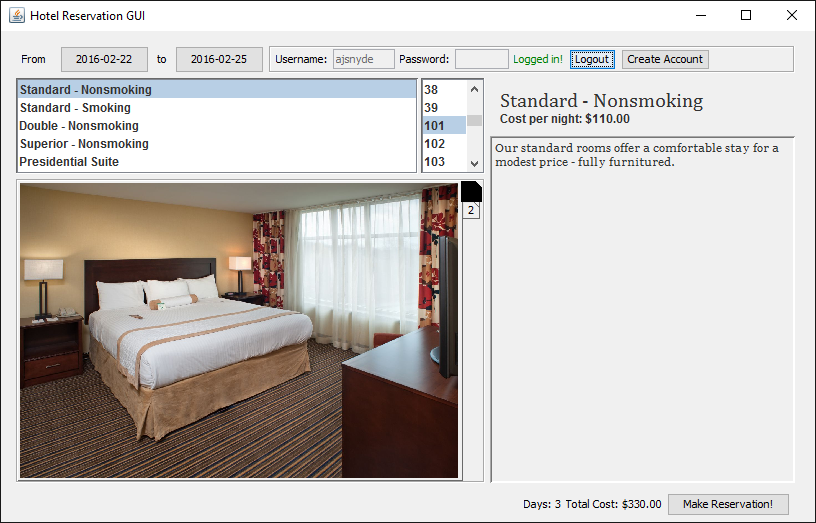 Hotel Reservation GUI
From 2016-02-22 to 2016-02-25 Username: ajsnyde Password: Logged in! Logout Create Account
Standard - Nonsmoking
Standard - Smoking
Double - Nonsmoking
Superior - Nonsmoking
Presidential Suite
38
39
101
102
103
Standard - Nonsmoking
Cost per night: $110.00
Our standard rooms offer a comfortable stay for a
modest price - fully furnitured.
2
Days: 3 Total Cost: $330.00 Make Reservation!